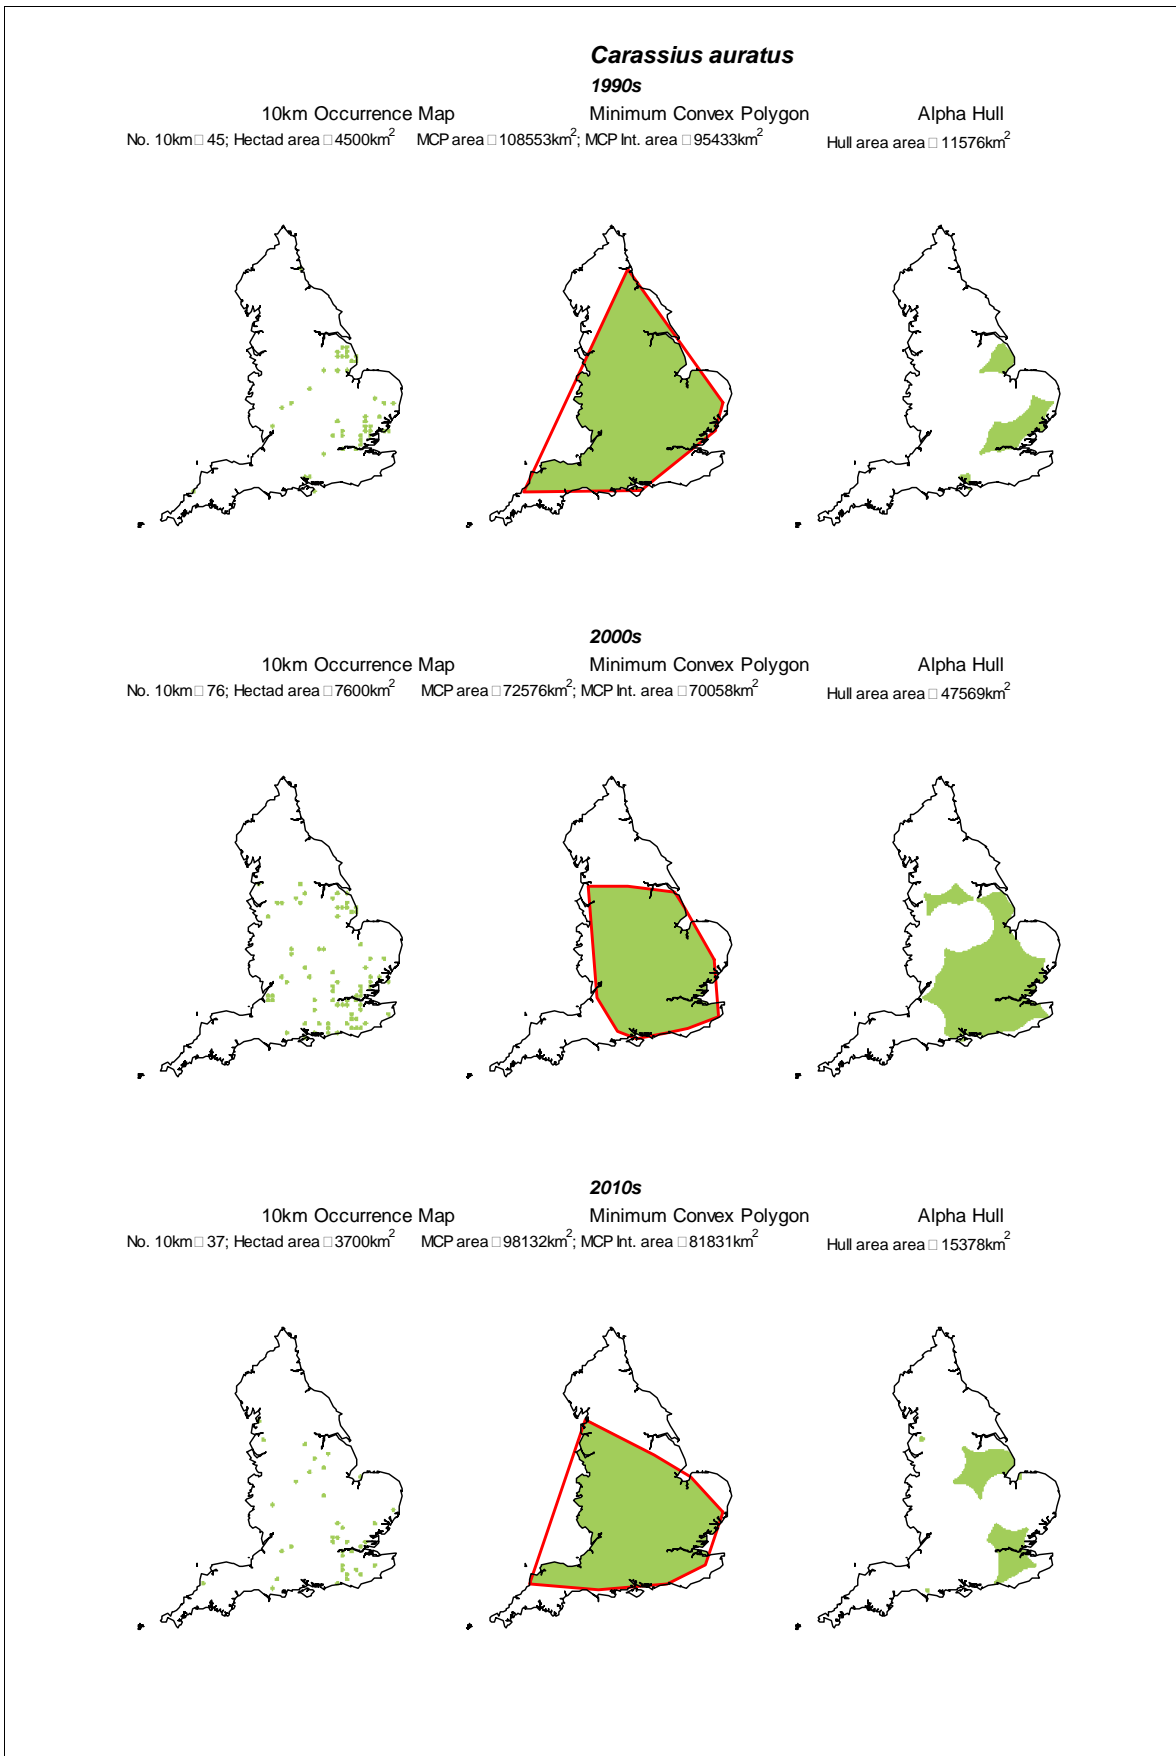 Carassius auratus
1990s
10km Occurrence Map Minimum Convex Polygon Alpha Hull
No. 10km□45; Hectad area□4500km² MCP area□108553km²; MCP Int. area□95433km² Hull area area□11576km²
2000s
10km Occurrence Map Minimum Convex Polygon Alpha Hull
No. 10km□76; Hectad area□7600km² MCP area□72576km²; MCP Int. area□70058km² Hull area area□47569km²
2010s
10km Occurrence Map Minimum Convex Polygon Alpha Hull
No. 10km□37; Hectad area□3700km² MCP area□98132km²; MCP Int. area□81831km² Hull area area□15378km²